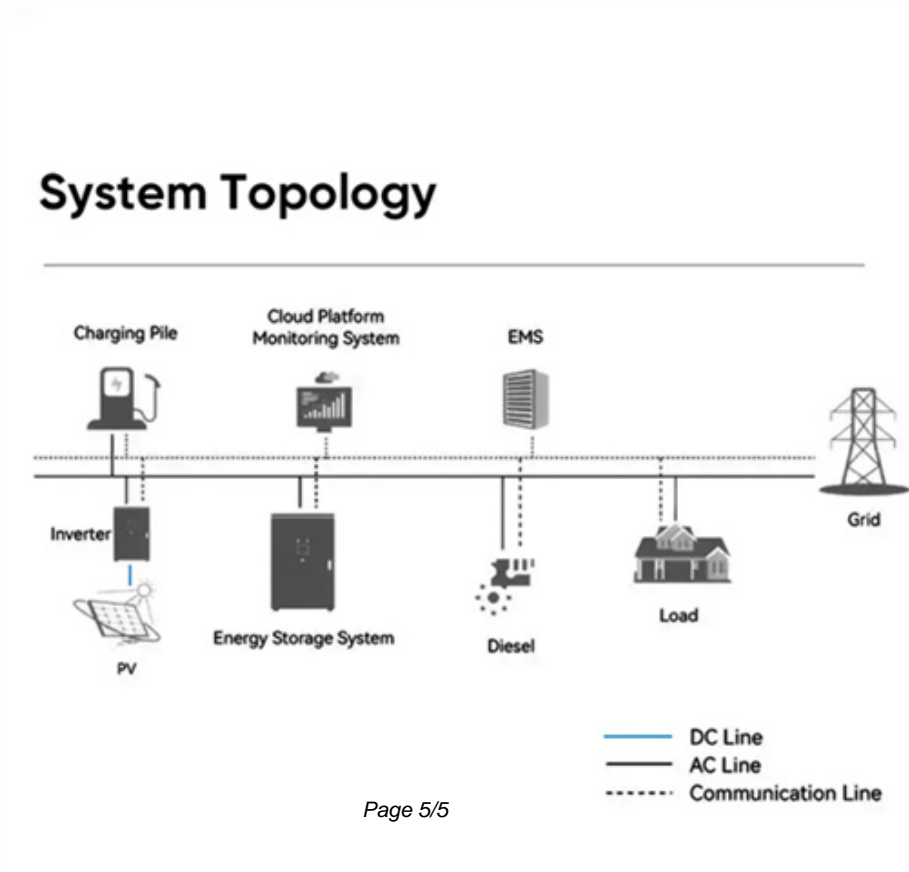 System Topology
Charging Pile
Cloud Platform
Monitoring System
EMS
Grid
Inverter
Load
Energy Storage System
Diesel
PV
DC Line
AC Line
Communication Line
Page 5/5